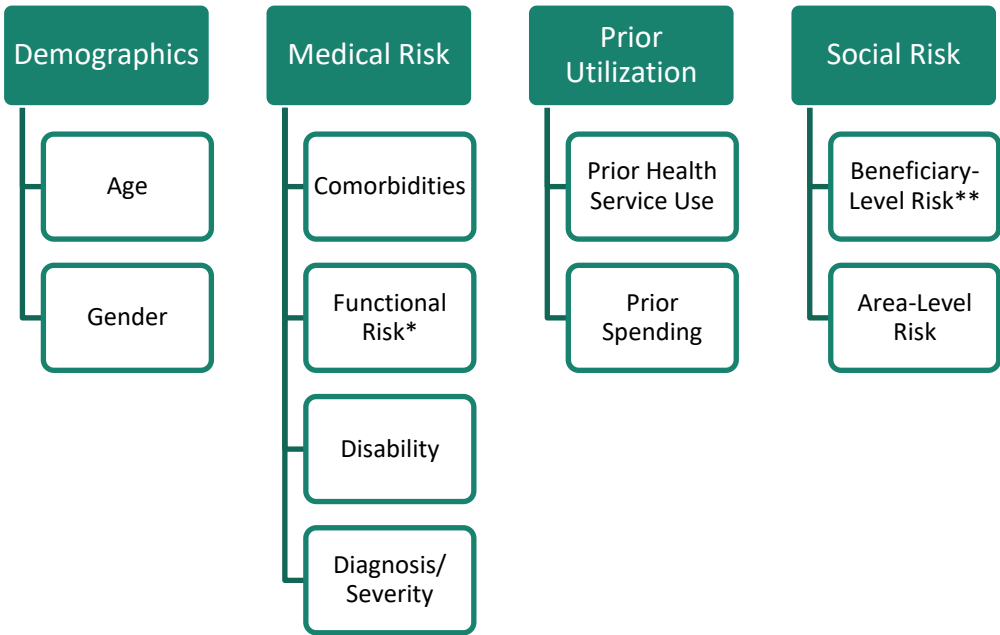 Demographics
Age
Gender
Medical Risk
Comorbidities
Functional
Risk*
Disability
Diagnosis/
Severity
Prior
Utilization
Prior Health
Service Use
Prior
Spending
Social Risk
Beneficiary-
Level Risk**
Area-Level
Risk